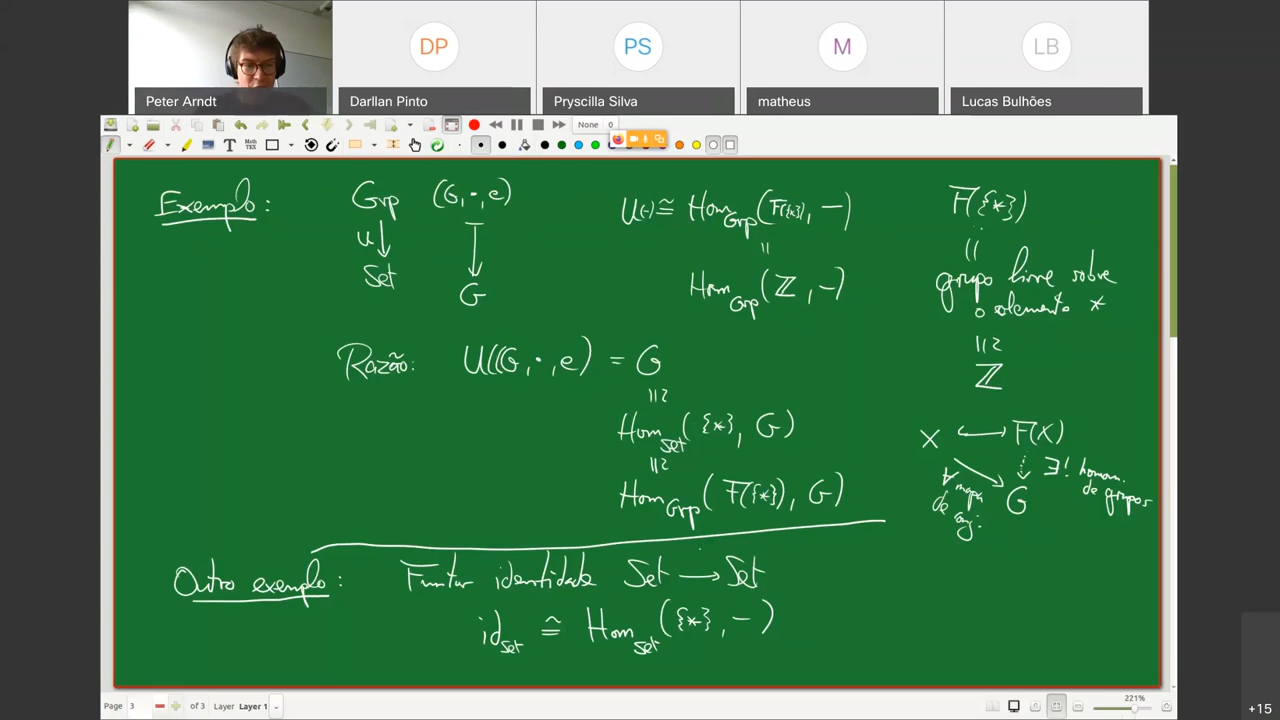 DP
PS
M
LB
Peter Arndt
Darllan Pinto
Pryscilla Silva
matheus
Lucas Bulhões
None 0
Exemplo:
Grp (G, ·, e)
U ↓
Set
G
U(-) ≅ Hom_Grp(F({*}), —)
=
Hom_Grp(ℤ, —)
F({*})
=
grupo livre sobre
o elemento *
≅
ℤ
Razão: U((G, ·, e)) = G
≅
Hom_Set({*}, G)
≅
Hom_Grp(F({*}), G)
X ↪ F(X)
∀ mapa
de conj.
G
∃! homom.
de grupos
Outro exemplo: Funtor identidade Set → Set
id_Set ≅ Hom_Set({*}, —)
Page 3 of 3 Layer Layer 1
221%
+15